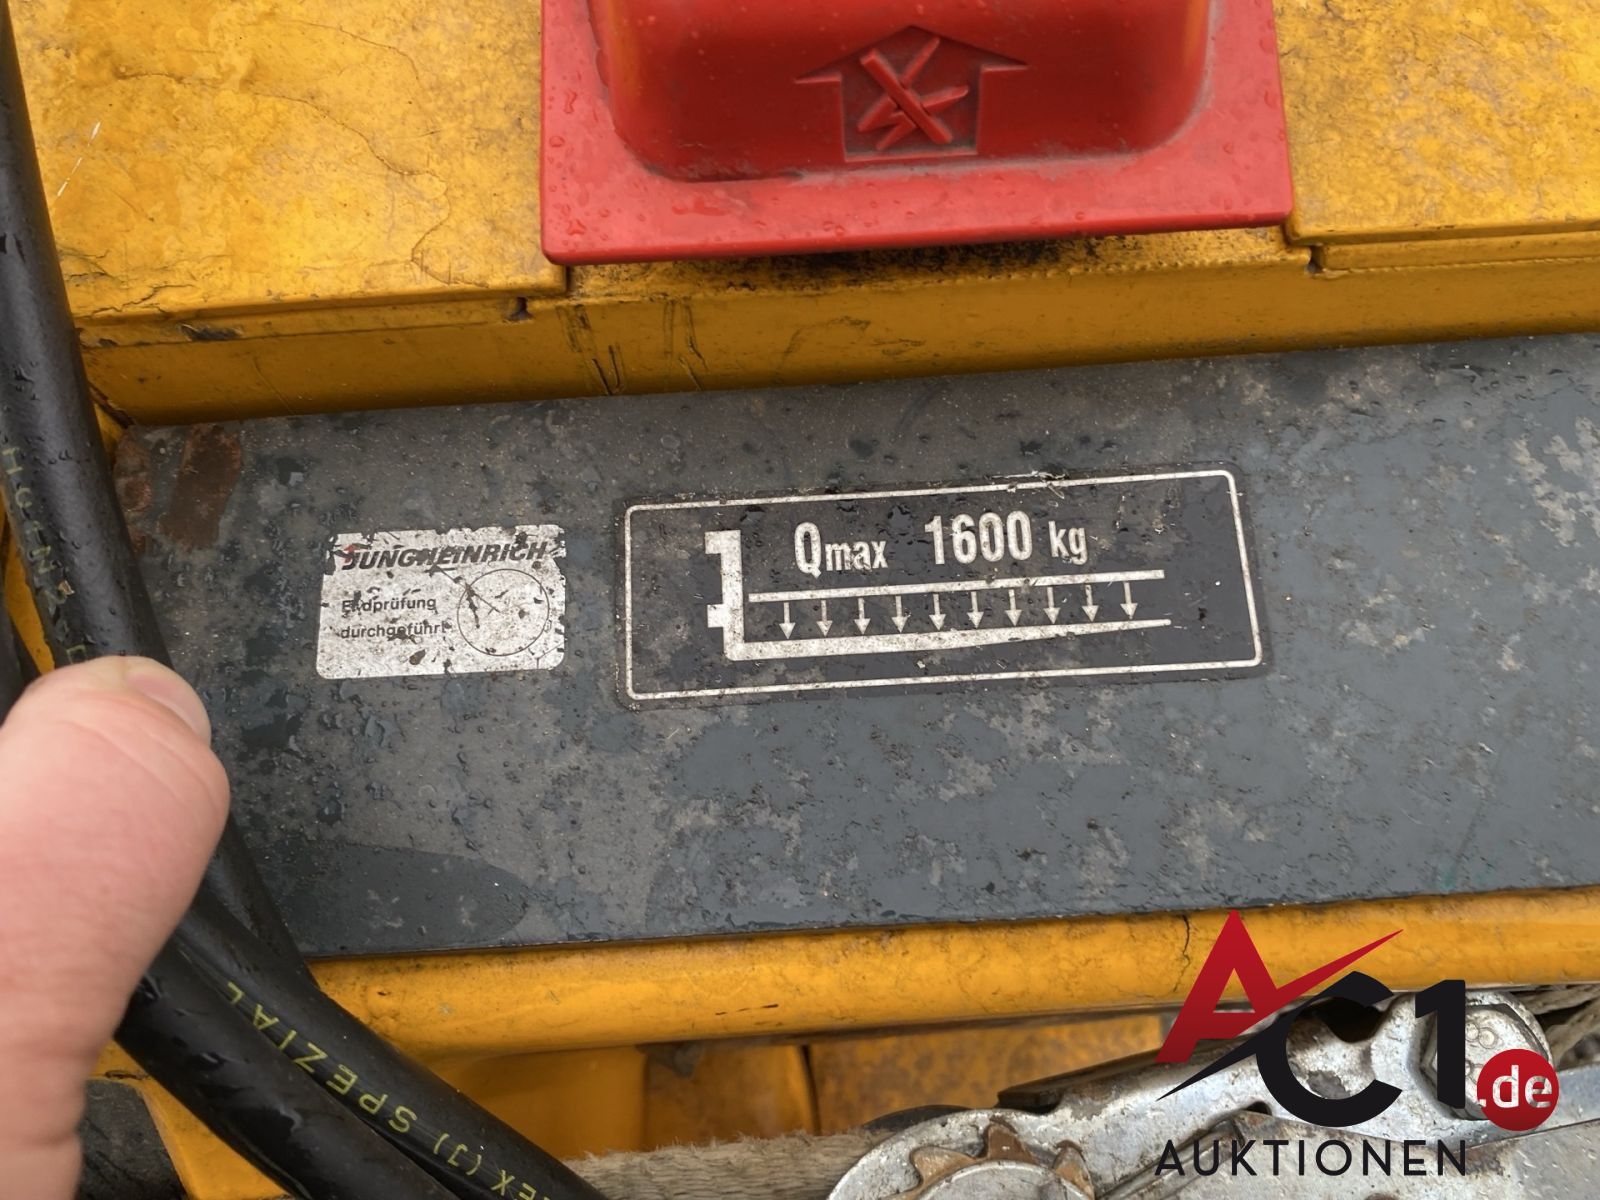 JUNGHEINRICH
Endprüfung
durchgeführt
Qmax 1600 kg
SPEZIAL
AC1.de
AUKTIONEN